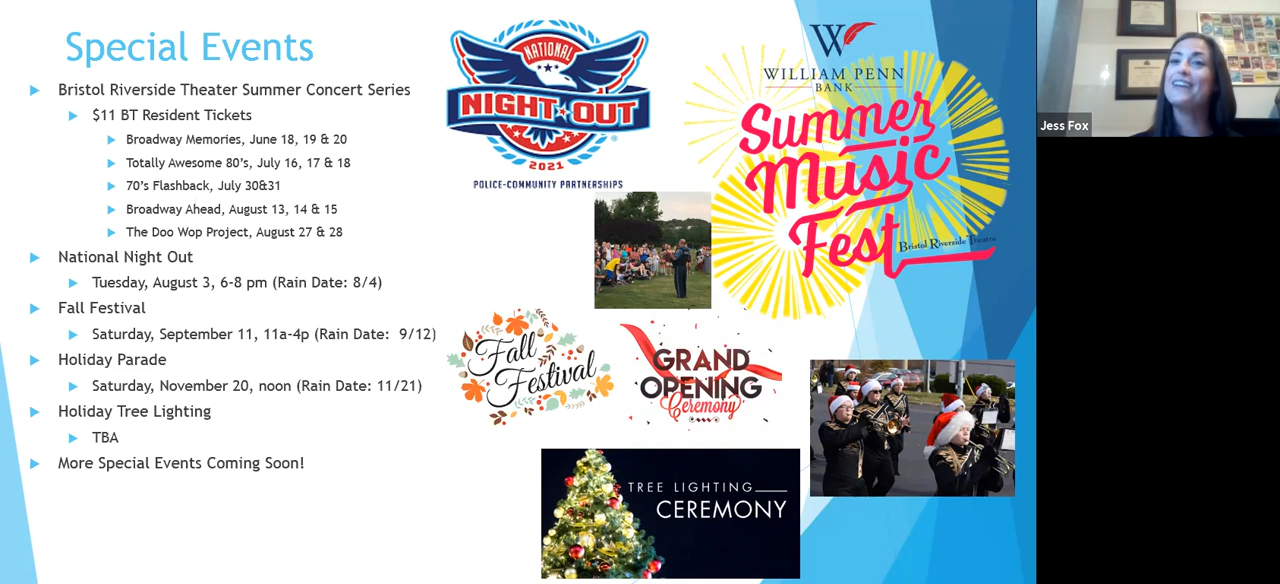 Special Events
Bristol Riverside Theater Summer Concert Series
$11 BT Resident Tickets
Broadway Memories, June 18, 19 & 20
Totally Awesome 80's, July 16, 17 & 18
70's Flashback, July 30&31
Broadway Ahead, August 13, 14 & 15
The Doo Wop Project, August 27 & 28
National Night Out
Tuesday, August 3, 6-8 pm (Rain Date: 8/4)
Fall Festival
Saturday, September 11, 11a-4p (Rain Date: 9/12)
Holiday Parade
Saturday, November 20, noon (Rain Date: 11/21)
Holiday Tree Lighting
TBA
More Special Events Coming Soon!
NATIONAL
NIGHT OUT
2021
POLICE-COMMUNITY PARTNERSHIPS
W
WILLIAM PENN
BANK
Summer
Music
Fest
Bristol Riverside Theatre
Fall
Festival
GRAND
OPENING
Ceremony
TREE LIGHTING
CEREMONY
Jess Fox